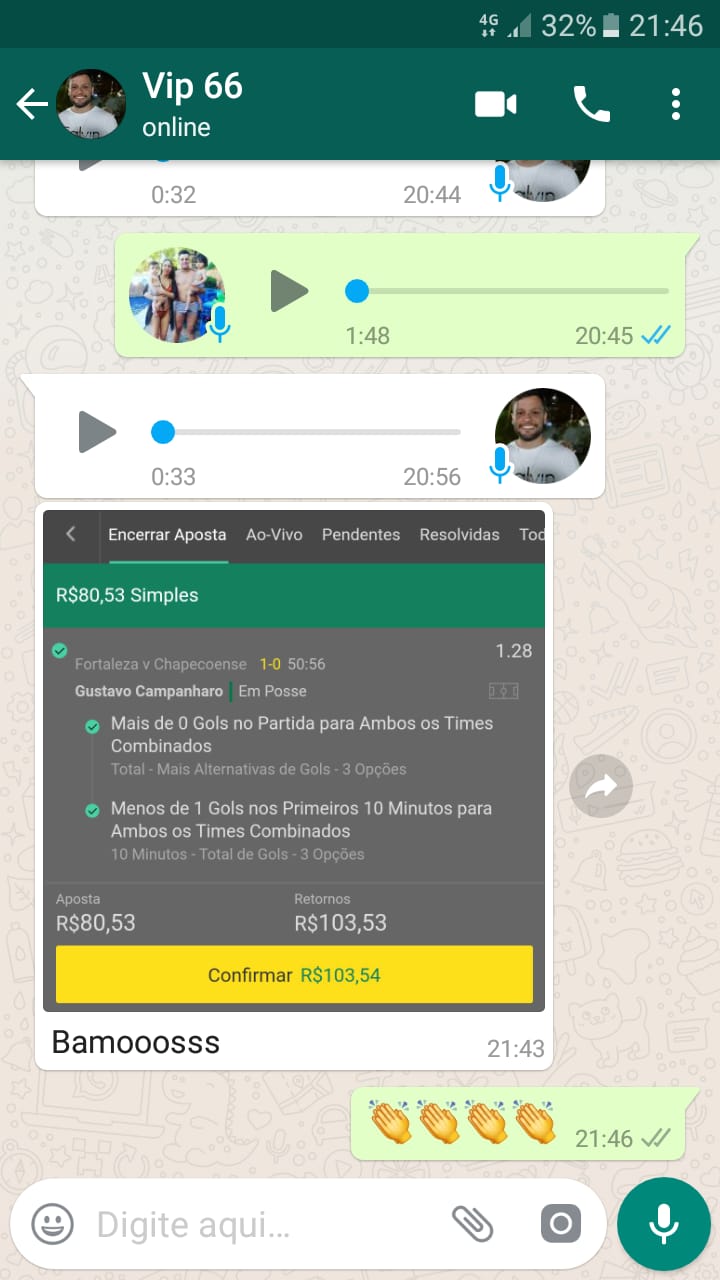 4G 32% 21:46
Vip 66
online
0:32 20:44
1:48 20:45
0:33 20:56
Encerrar Aposta Ao-Vivo Pendentes Resolvidas Tod
R$80,53 Simples
1.28
Fortaleza v Chapecoense 1-0 50:56
Gustavo Campanharo Em Posse
Mais de 0 Gols no Partida para Ambos os Times
Combinados
Total - Mais Alternativas de Gols - 3 Opções
Menos de 1 Gols nos Primeiros 10 Minutos para
Ambos os Times Combinados
10 Minutos - Total de Gols - 3 Opções
Aposta Retornos
R$80,53 R$103,53
Confirmar R$103,54
Bamooosss 21:43
👏👏👏👏 21:46
Digite aqui...